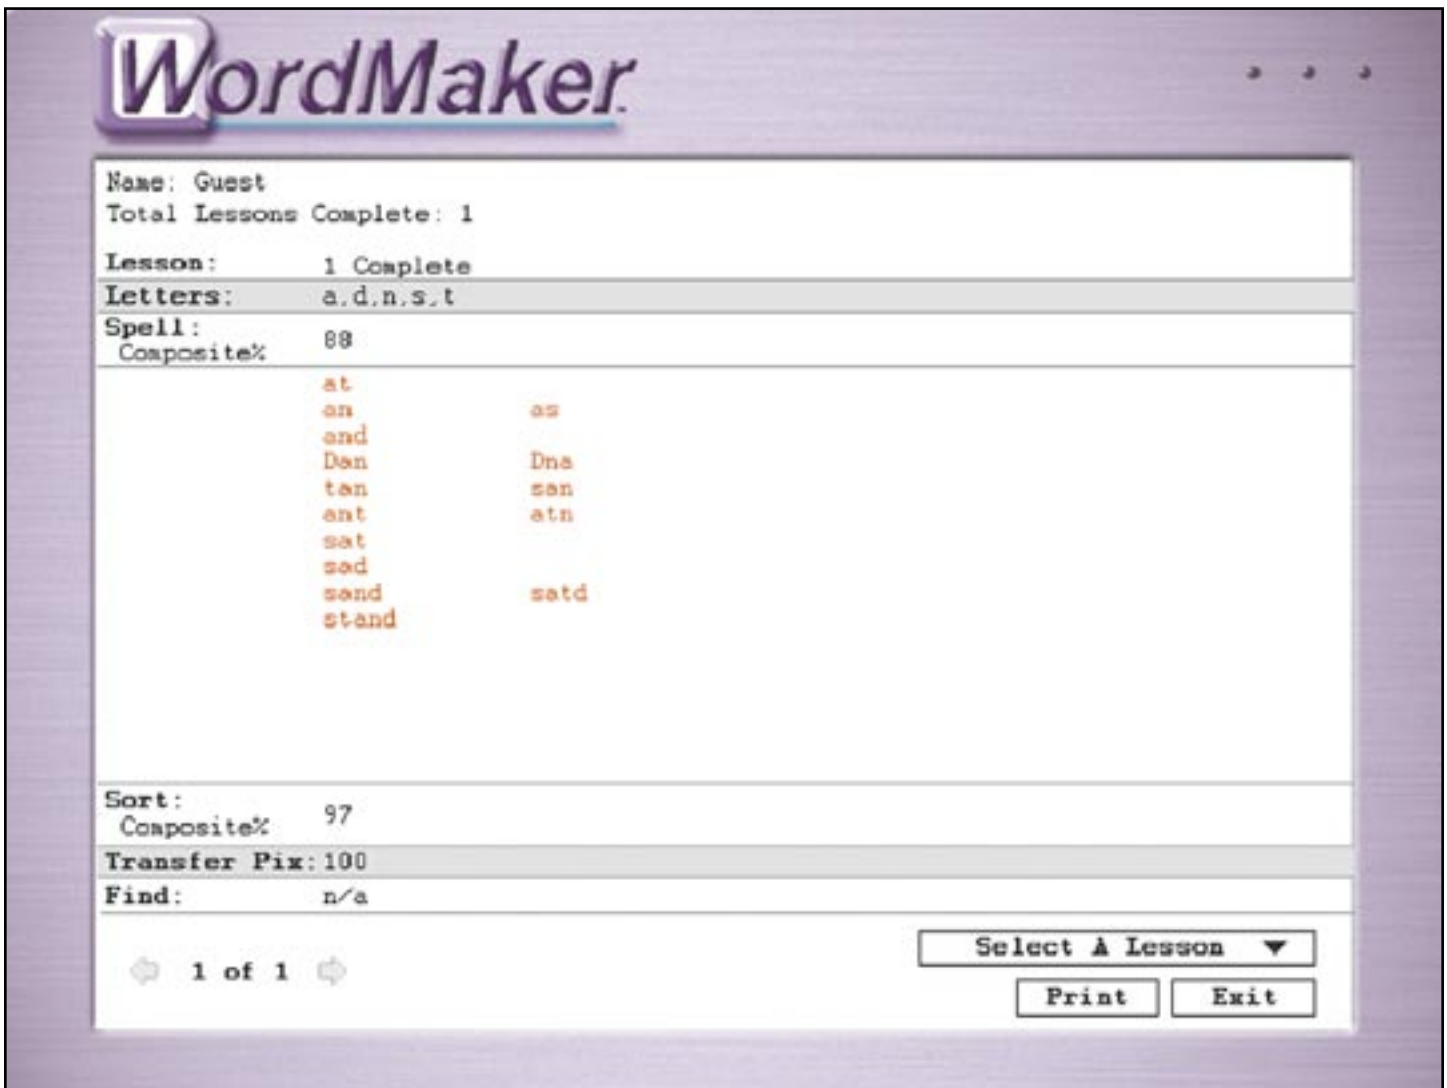 WordMaker™
Name: Guest
Total Lessons Complete: 1
Lesson: 1 Complete
Letters: a,d,n,s,t
Spell:
Composite% 88
at
an as
and
Dan Dna
tan san
ant atn
sat
sad
sand satd
stand
Sort:
Composite% 97
Transfer Pix: 100
Find: n/a
Select A Lesson
1 of 1
Print Exit